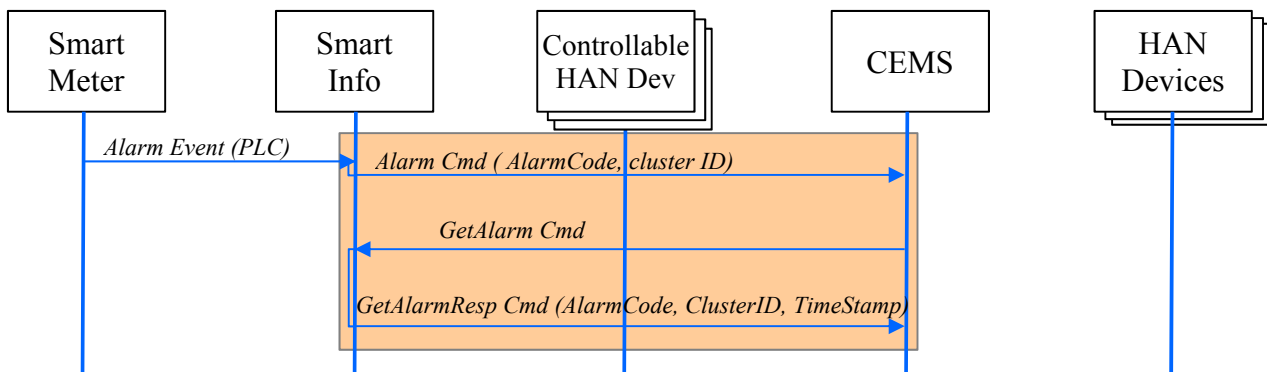 Smart
Meter
Smart
Info
Controllable
HAN Dev
CEMS
HAN
Devices
Alarm Event (PLC)
Alarm Cmd ( AlarmCode, cluster ID)
GetAlarm Cmd
GetAlarmResp Cmd (AlarmCode, ClusterID, TimeStamp)